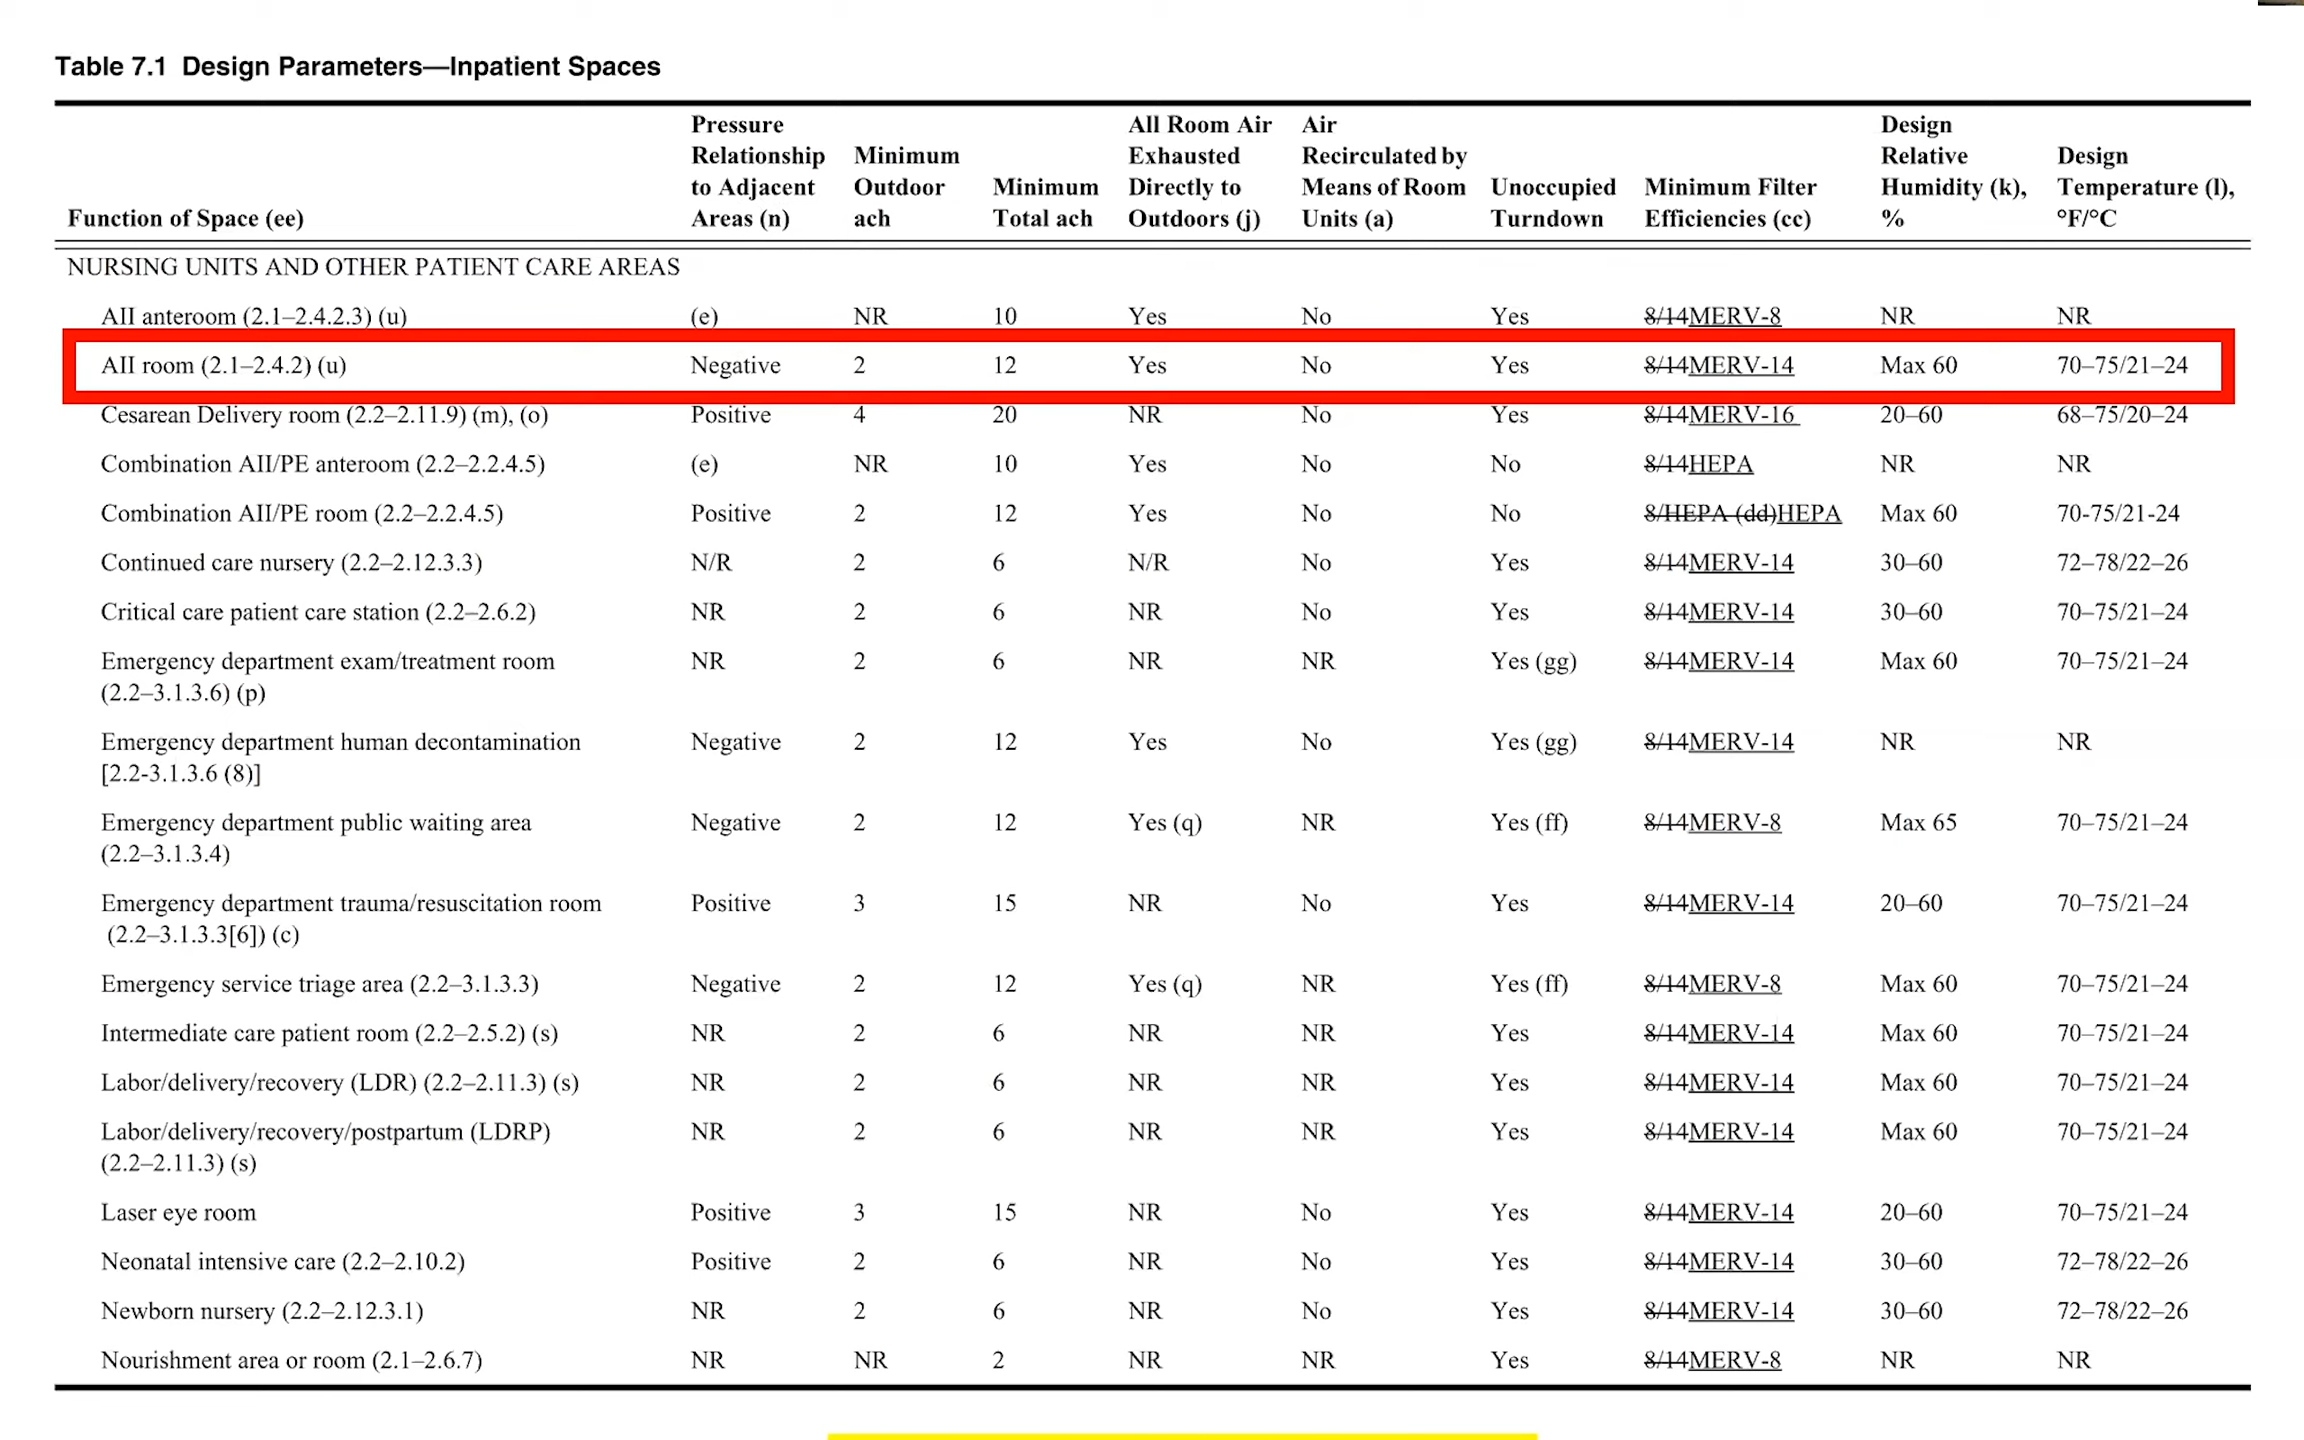 Table 7.1 Design Parameters—Inpatient Spaces
Function of Space (ee) Pressure Relationship to Adjacent Areas (n) Minimum Outdoor ach Minimum Total ach All Room Air Exhausted Directly to Outdoors (j) Air Recirculated by Means of Room Units (a) Unoccupied Turndown Minimum Filter Efficiencies (cc) Design Relative Humidity (k), % Design Temperature (l), °F/°C
NURSING UNITS AND OTHER PATIENT CARE AREAS
AII anteroom (2.1–2.4.2.3) (u) (e) NR 10 Yes No Yes 8/14MERV-8 NR NR
AII room (2.1–2.4.2) (u) Negative 2 12 Yes No Yes 8/14MERV-14 Max 60 70–75/21–24
Cesarean Delivery room (2.2–2.11.9) (m), (o) Positive 4 20 NR No Yes 8/14MERV-16 20–60 68–75/20–24
Combination AII/PE anteroom (2.2–2.2.4.5) (e) NR 10 Yes No No 8/14HEPA NR NR
Combination AII/PE room (2.2–2.2.4.5) Positive 2 12 Yes No No 8/HEPA (dd)HEPA Max 60 70-75/21-24
Continued care nursery (2.2–2.12.3.3) N/R 2 6 N/R No Yes 8/14MERV-14 30–60 72–78/22–26
Critical care patient care station (2.2–2.6.2) NR 2 6 NR No Yes 8/14MERV-14 30–60 70–75/21–24
Emergency department exam/treatment room NR 2 6 NR NR Yes (gg) 8/14MERV-14 Max 60 70–75/21–24
(2.2–3.1.3.6) (p)
Emergency department human decontamination Negative 2 12 Yes No Yes (gg) 8/14MERV-14 NR NR
[2.2-3.1.3.6 (8)]
Emergency department public waiting area Negative 2 12 Yes (q) NR Yes (ff) 8/14MERV-8 Max 65 70–75/21–24
(2.2–3.1.3.4)
Emergency department trauma/resuscitation room Positive 3 15 NR No Yes 8/14MERV-14 20–60 70–75/21–24
(2.2–3.1.3.3[6]) (c)
Emergency service triage area (2.2–3.1.3.3) Negative 2 12 Yes (q) NR Yes (ff) 8/14MERV-8 Max 60 70–75/21–24
Intermediate care patient room (2.2–2.5.2) (s) NR 2 6 NR NR Yes 8/14MERV-14 Max 60 70–75/21–24
Labor/delivery/recovery (LDR) (2.2–2.11.3) (s) NR 2 6 NR NR Yes 8/14MERV-14 Max 60 70–75/21–24
Labor/delivery/recovery/postpartum (LDRP) NR 2 6 NR NR Yes 8/14MERV-14 Max 60 70–75/21–24
(2.2–2.11.3) (s)
Laser eye room Positive 3 15 NR No Yes 8/14MERV-14 20–60 70–75/21–24
Neonatal intensive care (2.2–2.10.2) Positive 2 6 NR No Yes 8/14MERV-14 30–60 72–78/22–26
Newborn nursery (2.2–2.12.3.1) NR 2 6 NR No Yes 8/14MERV-14 30–60 72–78/22–26
Nourishment area or room (2.1–2.6.7) NR NR 2 NR NR Yes 8/14MERV-8 NR NR